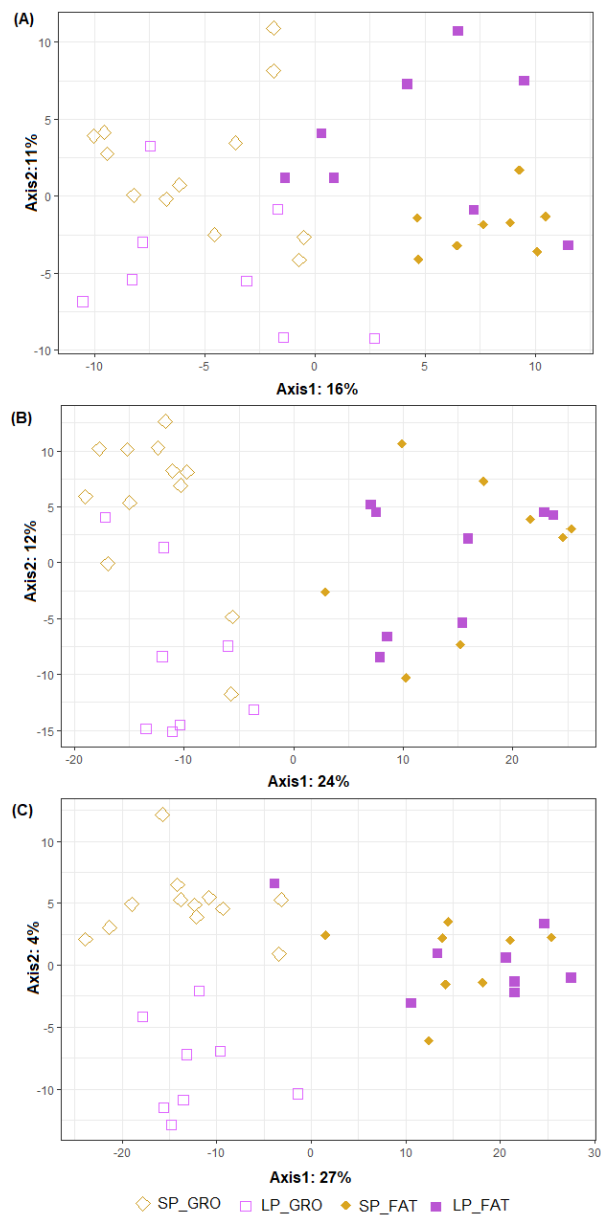 (A)
10
5
0
-5
-10
Axis2:11%
-10 -5 0 5 10
Axis1: 16%
(B)
10
5
0
-5
-10
-15
Axis2: 12%
-20 -10 0 10 20
Axis1: 24%
(C)
10
5
0
-5
-10
Axis2: 4%
-20 -10 0 10 20 30
Axis1: 27%
SP_GRO LP_GRO SP_FAT LP_FAT